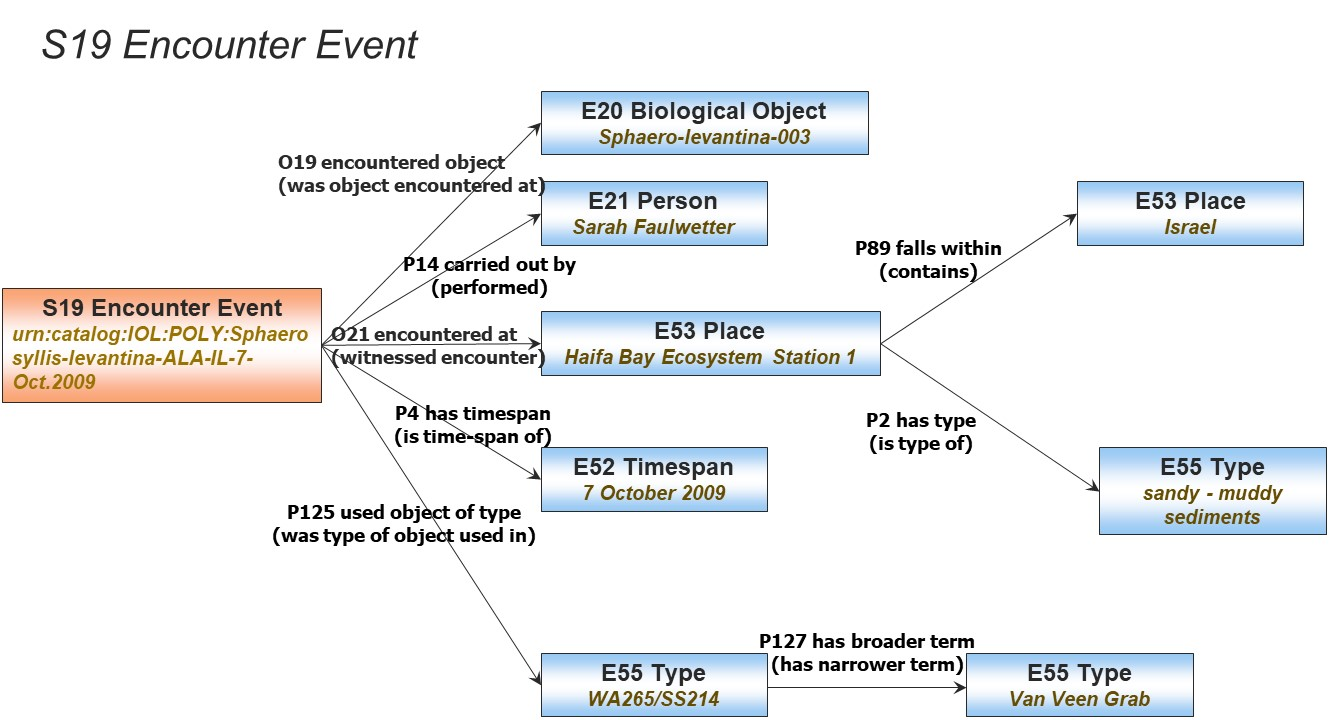 S19 Encounter Event
E20 Biological Object
Sphaero-levantina-003
O19 encountered object
(was object encountered at)
E21 Person
Sarah Faulwetter
E53 Place
Israel
P89 falls within
(contains)
P14 carried out by
(performed)
S19 Encounter Event
urn:catalog:IOL:POLY:Sphaero
syllis-levantina-ALA-IL-7-
Oct.2009
O21 encountered at
(witnessed encounter)
E53 Place
Haifa Bay Ecosystem Station 1
P4 has timespan
(is time-span of)
P2 has type
(is type of)
E52 Timespan
7 October 2009
E55 Type
sandy - muddy
sediments
P125 used object of type
(was type of object used in)
P127 has broader term
(has narrower term)
E55 Type
WA265/SS214
E55 Type
Van Veen Grab